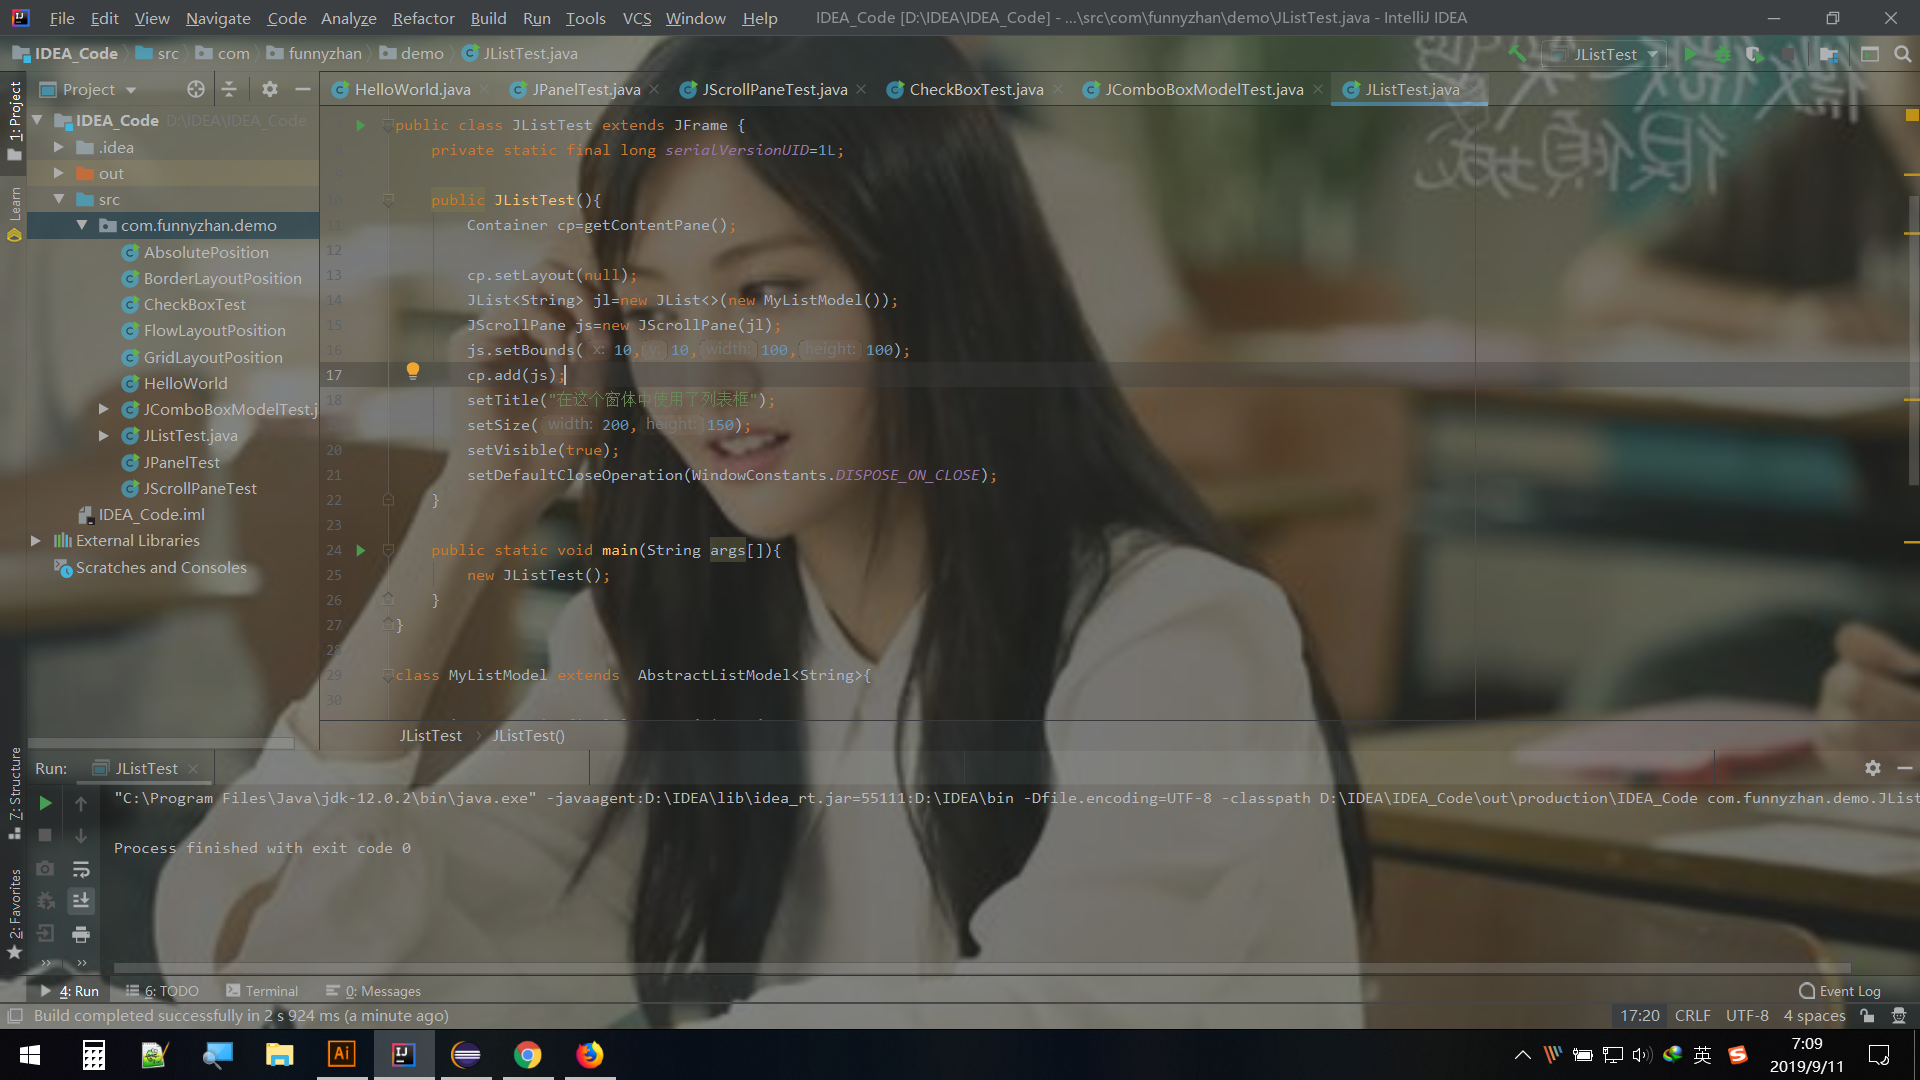 File Edit View Navigate Code Analyze Refactor Build Run Tools VCS Window Help IDEA_Code [D:\IDEA\IDEA_Code] - ...\src\com\funnyzhan\demo\JListTest.java - IntelliJ IDEA
IDEA_Code src com funnyzhan demo JListTest.java JListTest
Project
HelloWorld.java JPanelTest.java JScrollPaneTest.java CheckBoxTest.java JComboBoxModelTest.java JListTest.java
1: Project
Learn
7: Structure
2: Favorites
IDEA_Code D:\IDEA\IDEA_Code
.idea
out
src
com.funnyzhan.demo
AbsolutePosition
BorderLayoutPosition
CheckBoxTest
FlowLayoutPosition
GridLayoutPosition
HelloWorld
JComboBoxModelTest.j
JListTest.java
JPanelTest
JScrollPaneTest
IDEA_Code.iml
External Libraries
Scratches and Consoles
public class JListTest extends JFrame {
private static final long serialVersionUID=1L;
10 public JListTest(){
11 Container cp=getContentPane();
12
13 cp.setLayout(null);
14 JList<String> jl=new JList<>(new MyListModel());
15 JScrollPane js=new JScrollPane(jl);
16 js.setBounds( x: 10, y: 10, width: 100, height: 100);
17 cp.add(js);
18 setTitle("在这个窗体中使用了列表框");
setSize( width: 200, height: 150);
20 setVisible(true);
21 setDefaultCloseOperation(WindowConstants.DISPOSE_ON_CLOSE);
22 }
23
24 public static void main(String args[]){
25 new JListTest();
26 }
27 }
28
29 class MyListModel extends AbstractListModel<String>{
30
JListTest JListTest()
Run: JListTest
"C:\Program Files\Java\jdk-12.0.2\bin\java.exe" -javaagent:D:\IDEA\lib\idea_rt.jar=55111:D:\IDEA\bin -Dfile.encoding=UTF-8 -classpath D:\IDEA\IDEA_Code\out\production\IDEA_Code com.funnyzhan.demo.JList
Process finished with exit code 0
4: Run 6: TODO Terminal 0: Messages Event Log
Build completed successfully in 2 s 924 ms (a minute ago) 17:20 CRLF UTF-8 4 spaces
Ai IJ 英 S 7:09
2019/9/11